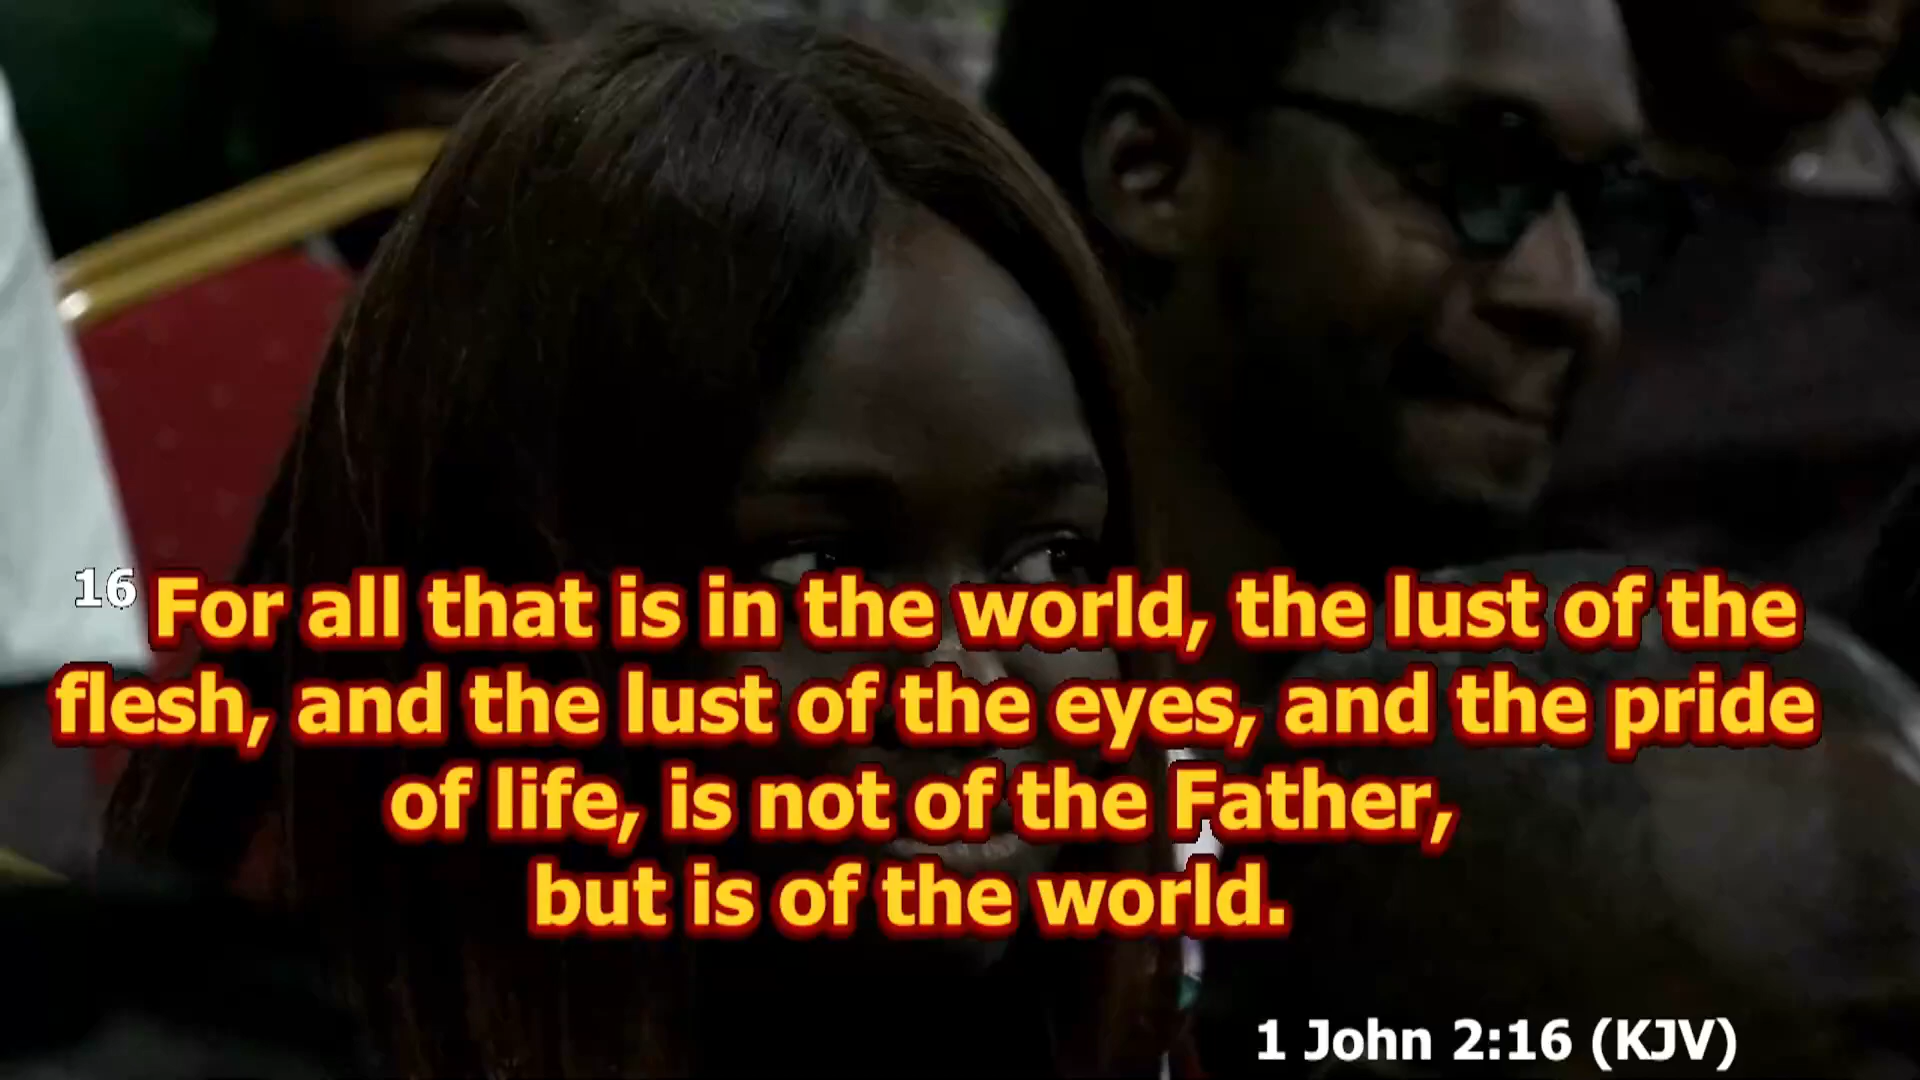 16 For all that is in the world, the lust of the
flesh, and the lust of the eyes, and the pride
of life, is not of the Father,
but is of the world.
1 John 2:16 (KJV)